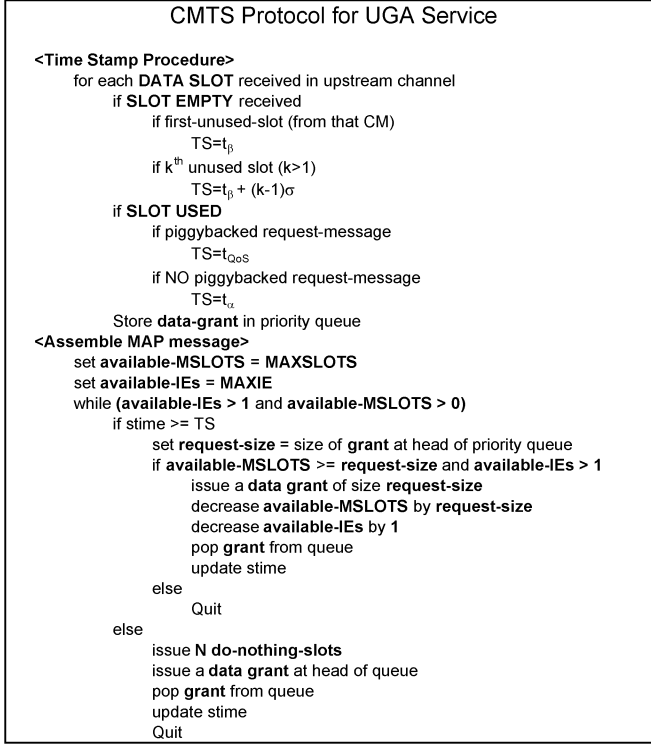 CMTS Protocol for UGA Service
<Time Stamp Procedure>
for each DATA SLOT received in upstream channel
if SLOT EMPTY received
if first-unused-slot (from that CM)
TS=tβ
if kth unused slot (k>1)
TS=tβ + (k-1)σ
if SLOT USED
if piggybacked request-message
TS=tQoS
if NO piggybacked request-message
TS=tα
Store data-grant in priority queue
<Assemble MAP message>
set available-MSLOTS = MAXSLOTS
set available-IEs = MAXIE
while (available-IEs > 1 and available-MSLOTS > 0)
if stime >= TS
set request-size = size of grant at head of priority queue
if available-MSLOTS >= request-size and available-IEs > 1
issue a data grant of size request-size
decrease available-MSLOTS by request-size
decrease available-IEs by 1
pop grant from queue
update stime
else
Quit
else
issue N do-nothing-slots
issue a data grant at head of queue
pop grant from queue
update stime
Quit